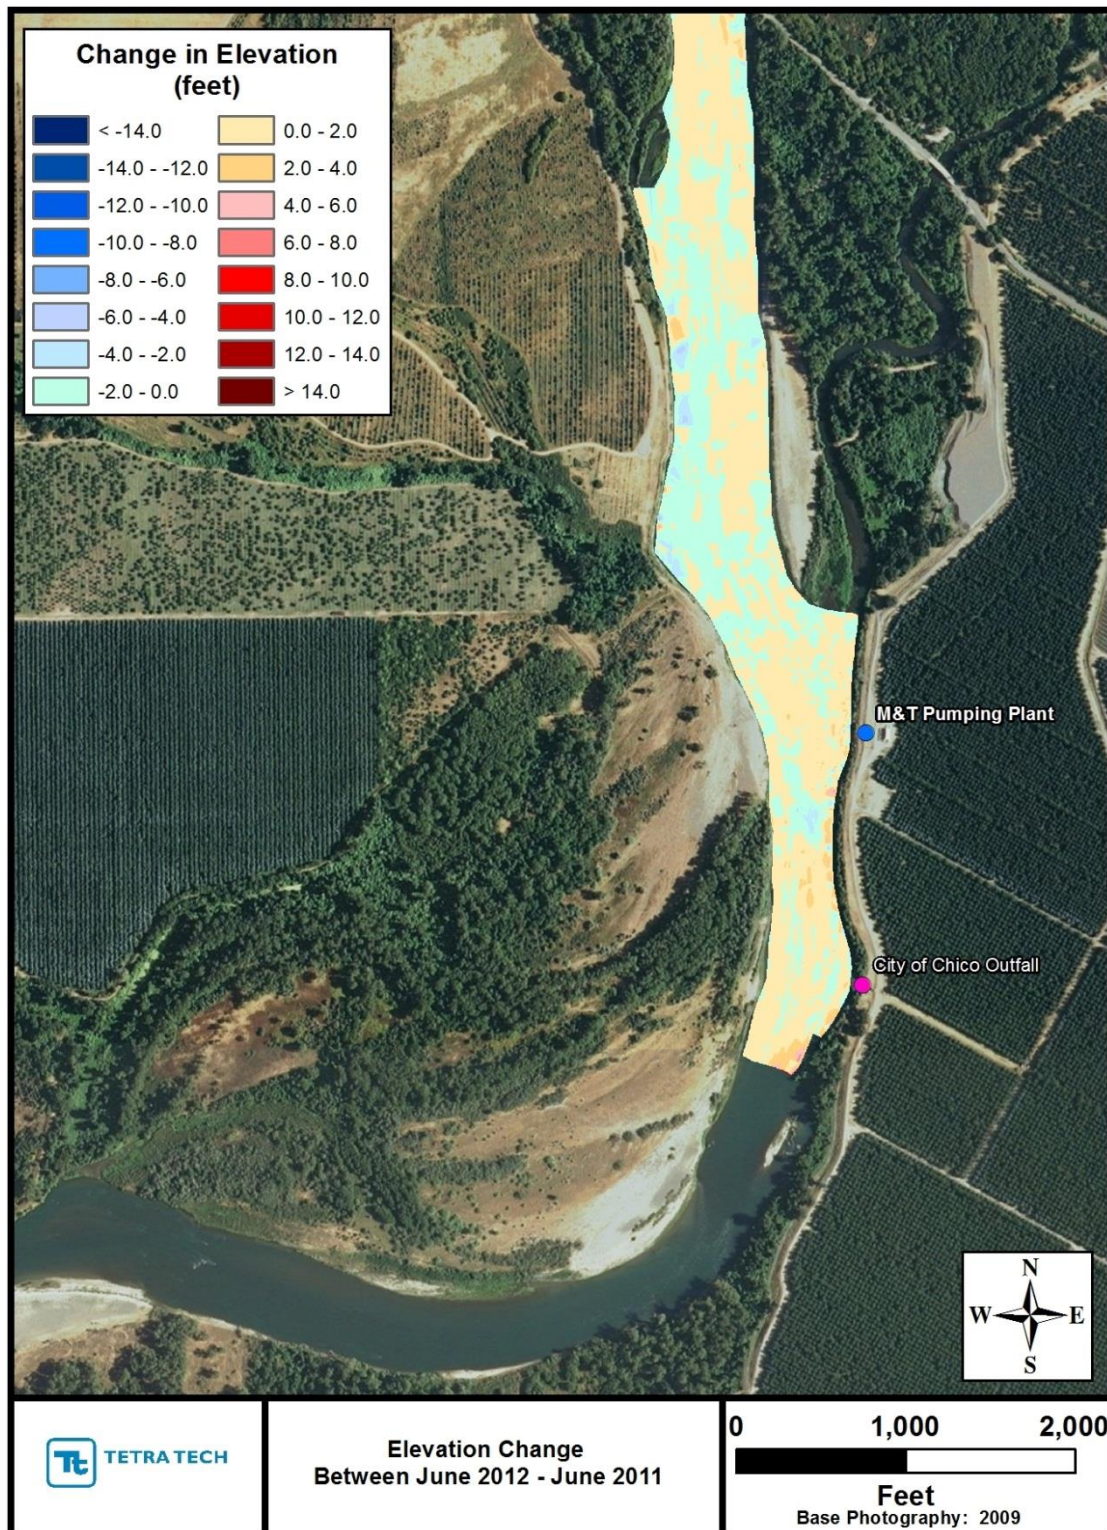 Change in Elevation
(feet)
< -14.0
-14.0 - -12.0
-12.0 - -10.0
-10.0 - -8.0
-8.0 - -6.0
-6.0 - -4.0
-4.0 - -2.0
-2.0 - 0.0
0.0 - 2.0
2.0 - 4.0
4.0 - 6.0
6.0 - 8.0
8.0 - 10.0
10.0 - 12.0
12.0 - 14.0
> 14.0
M&T Pumping Plant
City of Chico Outfall
N
W E
S
Tt TETRA TECH
Elevation Change
Between June 2012 - June 2011
0 1,000 2,000
Feet
Base Photography: 2009